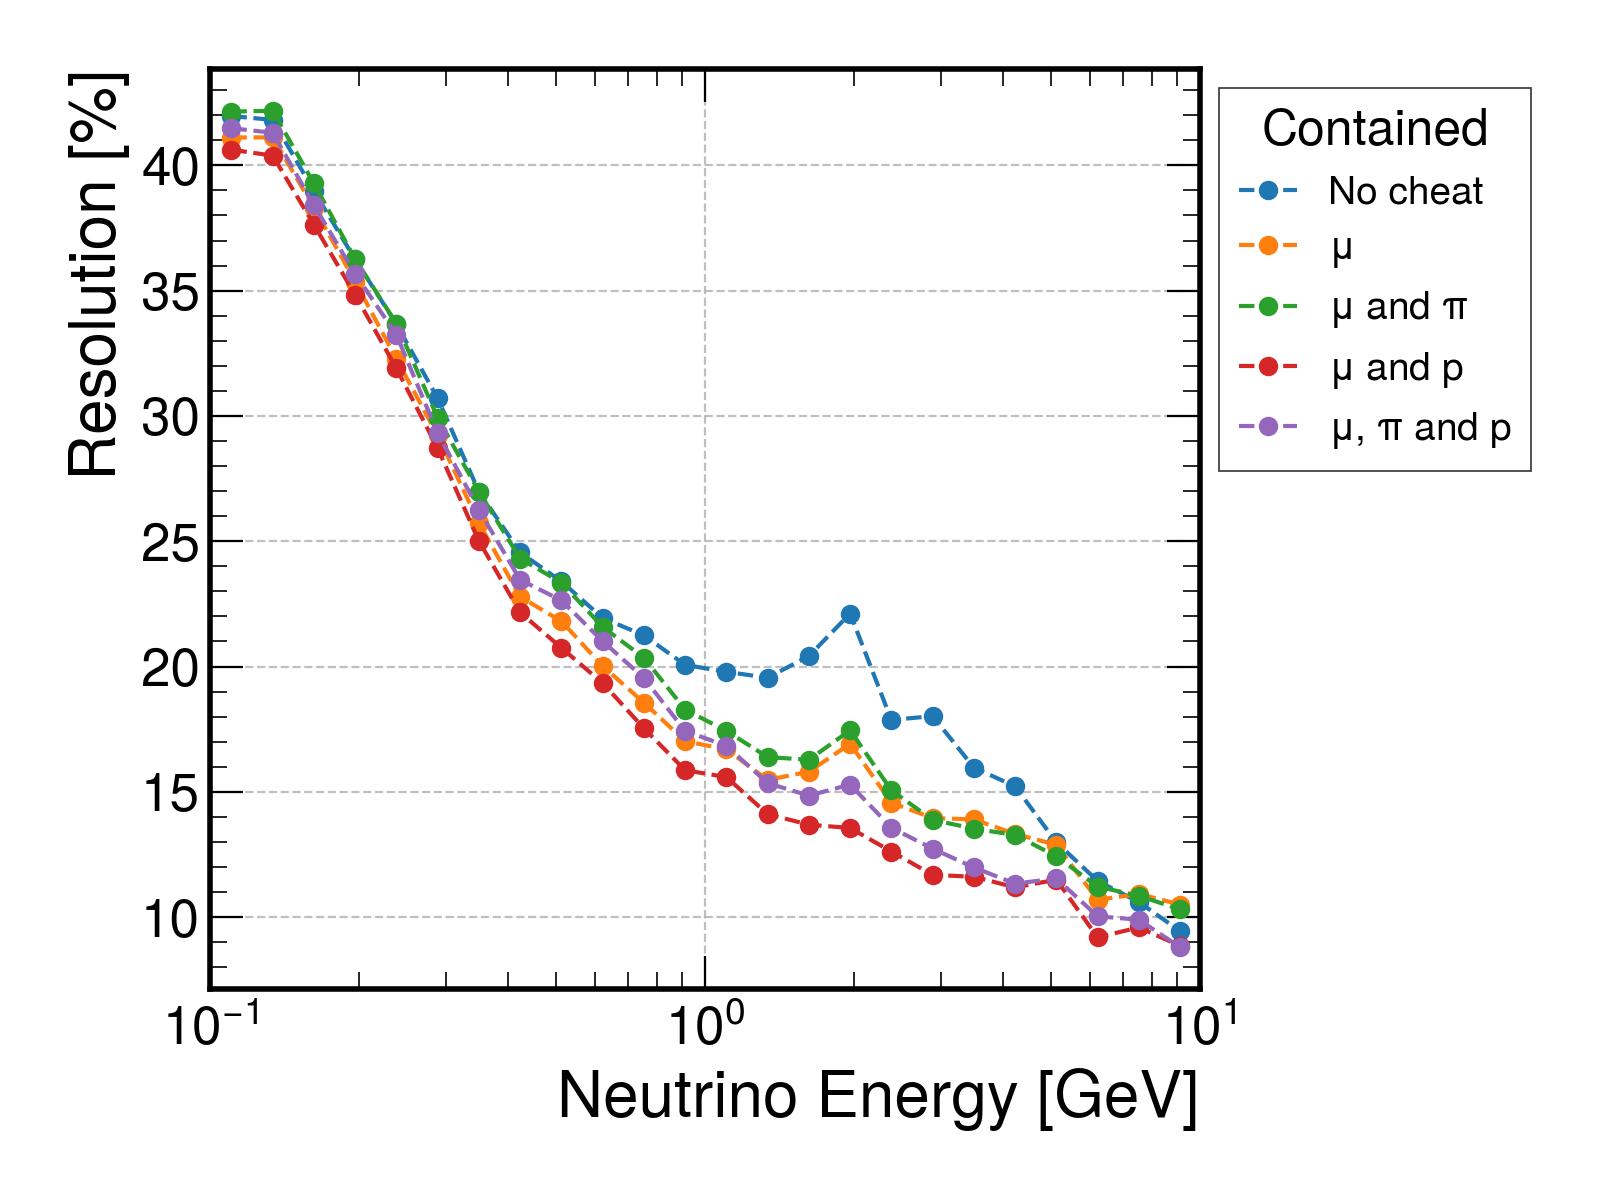 Resolution [%]
40
35
30
25
20
15
10
10⁻¹
10⁰
10¹
Neutrino Energy [GeV]
Contained
No cheat
μ
μ and π
μ and p
μ, π and p